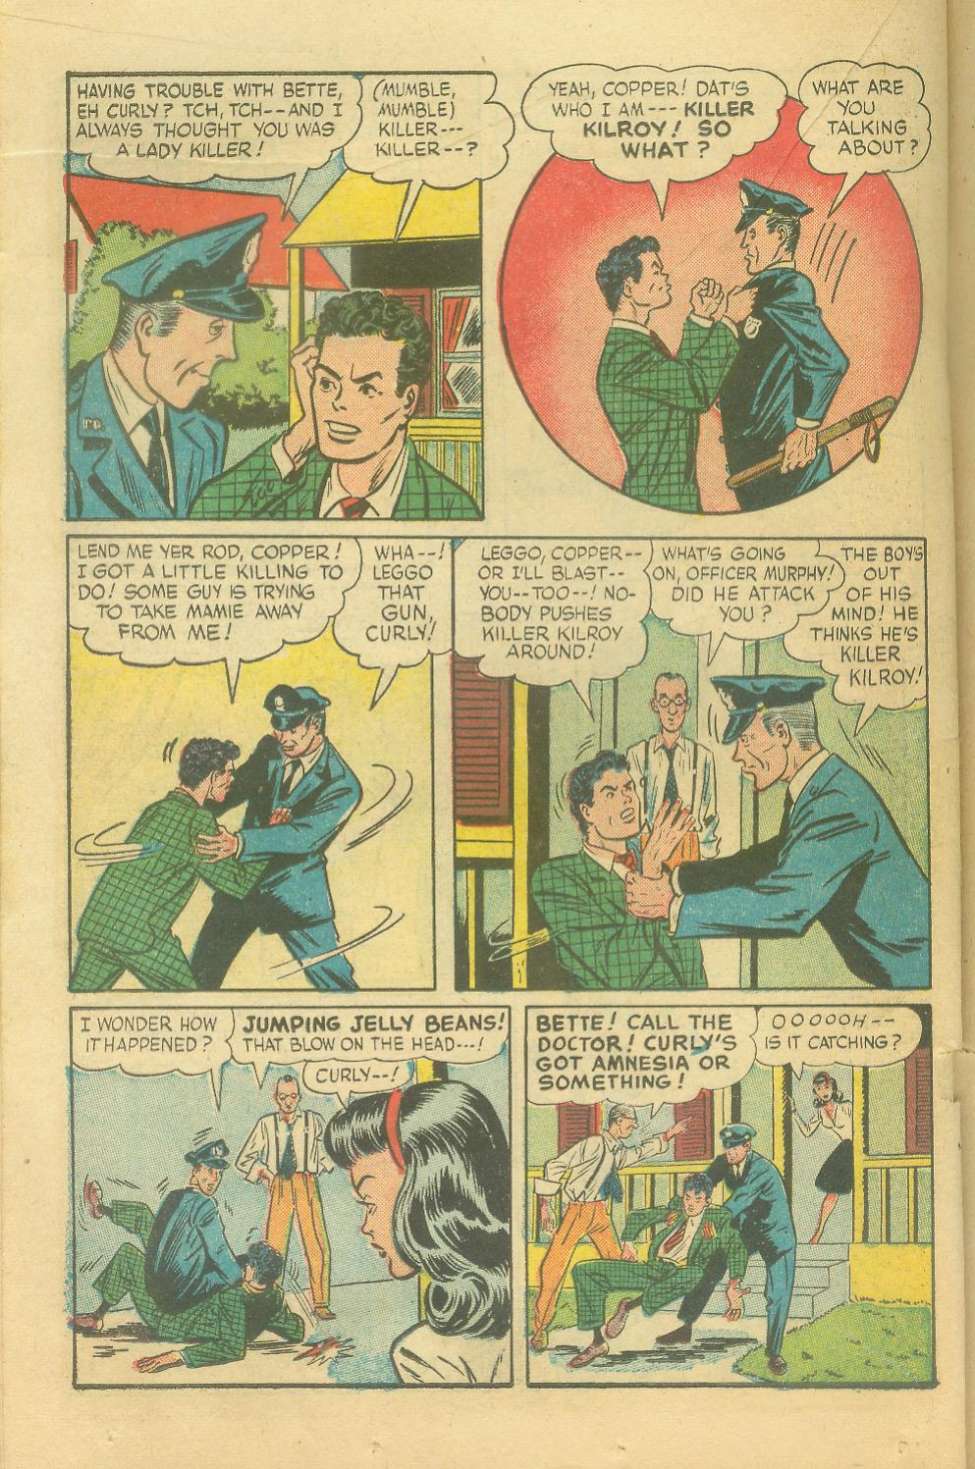 HAVING TROUBLE WITH BETTE,
EH CURLY? TCH, TCH--AND I
ALWAYS THOUGHT YOU WAS
A LADY KILLER!
(MUMBLE,
MUMBLE)
KILLER---
KILLER--?
YEAH, COPPER! DAT'S
WHO I AM --- KILLER
KILROY! SO
WHAT?
WHAT ARE
YOU
TALKING
ABOUT?
LEND ME YER ROD, COPPER!
I GOT A LITTLE KILLING TO
DO! SOME GUY IS TRYING
TO TAKE MAMIE AWAY
FROM ME!
WHA--!
LEGGO
THAT
GUN,
CURLY!
LEGGO, COPPER--
OR I'LL BLAST--
YOU--TOO--! NO-
BODY PUSHES
KILLER KILROY
AROUND!
WHAT'S GOING
ON, OFFICER MURPHY!
DID HE ATTACK
YOU?
THE BOY'S
OUT
OF HIS
MIND! HE
THINKS HE'S
KILLER
KILROY!
I WONDER HOW
IT HAPPENED?
JUMPING JELLY BEANS!
THAT BLOW ON THE HEAD---!
CURLY--!
BETTE! CALL THE
DOCTOR! CURLY'S
GOT AMNESIA OR
SOMETHING!
OOOOOH--
IS IT CATCHING?